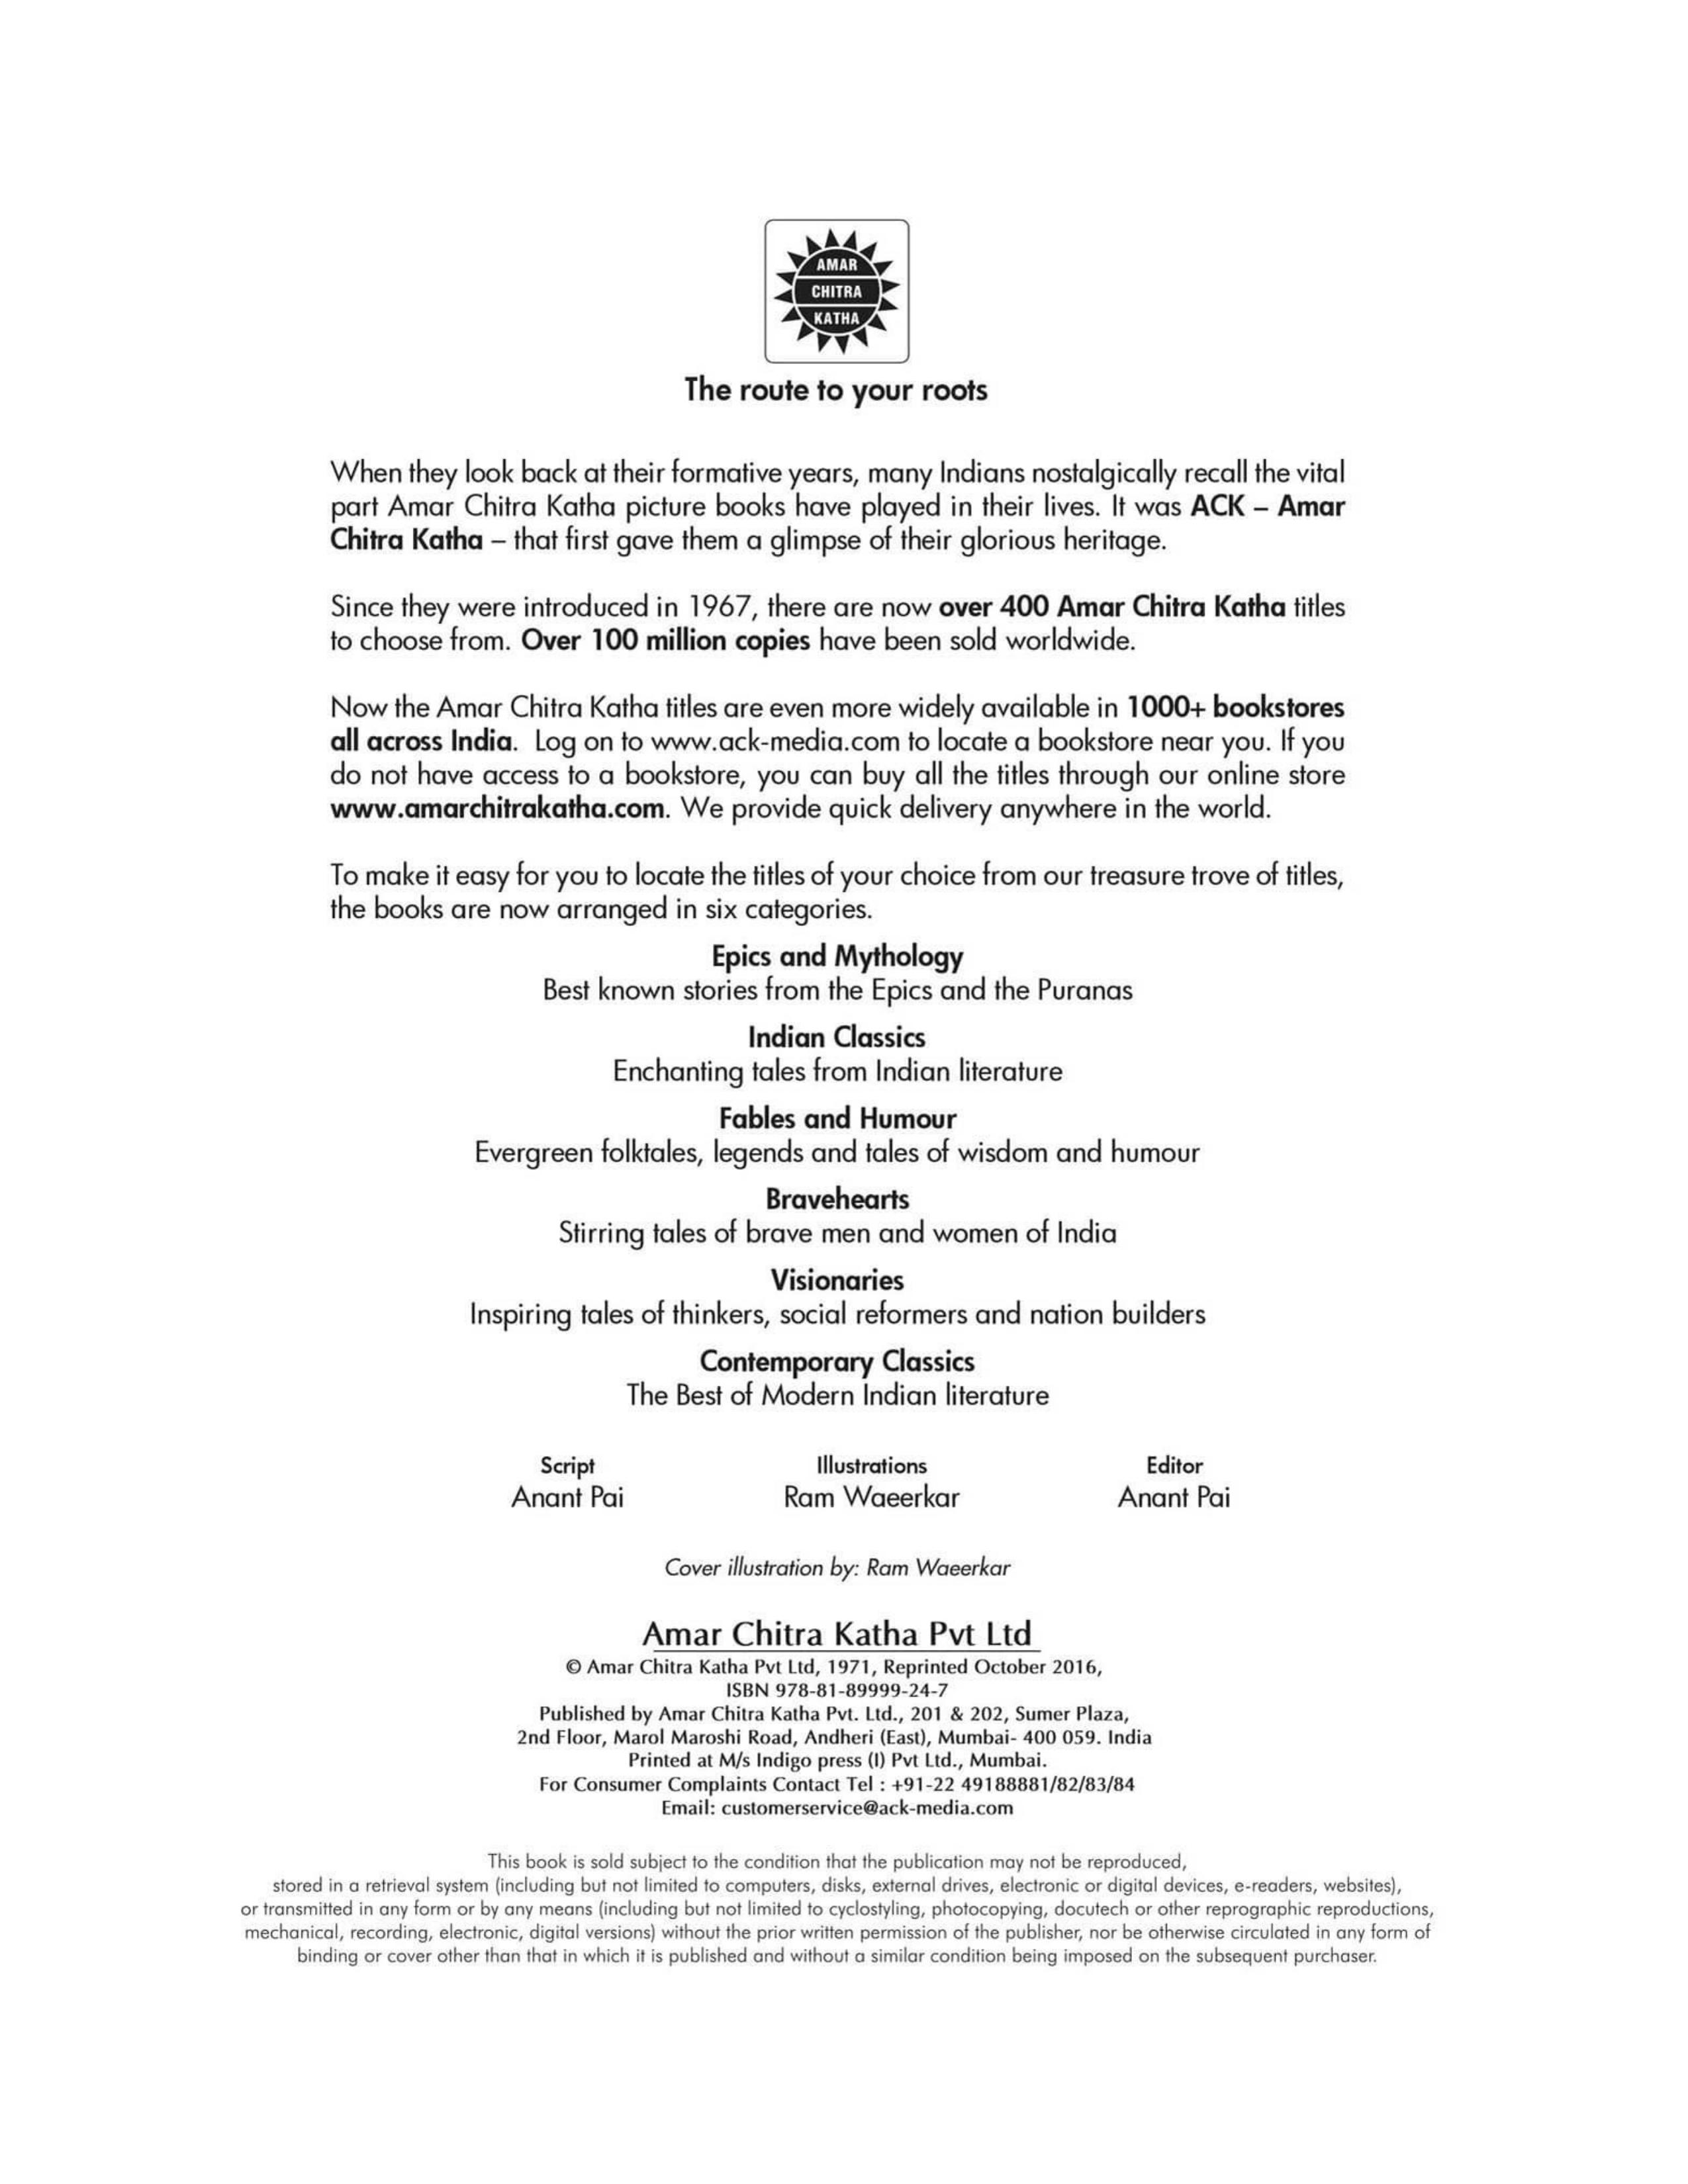 AMAR
CHITRA
KATHA
The route to your roots
When they look back at their formative years, many Indians nostalgically recall the vital
part Amar Chitra Katha picture books have played in their lives. It was ACK – Amar
Chitra Katha – that first gave them a glimpse of their glorious heritage.
Since they were introduced in 1967, there are now over 400 Amar Chitra Katha titles
to choose from. Over 100 million copies have been sold worldwide.
Now the Amar Chitra Katha titles are even more widely available in 1000+ bookstores
all across India. Log on to www.ack-media.com to locate a bookstore near you. If you
do not have access to a bookstore, you can buy all the titles through our online store
www.amarchitrakatha.com. We provide quick delivery anywhere in the world.
To make it easy for you to locate the titles of your choice from our treasure trove of titles,
the books are now arranged in six categories.
Epics and Mythology
Best known stories from the Epics and the Puranas
Indian Classics
Enchanting tales from Indian literature
Fables and Humour
Evergreen folktales, legends and tales of wisdom and humour
Bravehearts
Stirring tales of brave men and women of India
Visionaries
Inspiring tales of thinkers, social reformers and nation builders
Contemporary Classics
The Best of Modern Indian literature
Script Illustrations Editor
Anant Pai Ram Waeerkar Anant Pai
Cover illustration by: Ram Waeerkar
Amar Chitra Katha Pvt Ltd
© Amar Chitra Katha Pvt Ltd, 1971, Reprinted October 2016,
ISBN 978-81-89999-24-7
Published by Amar Chitra Katha Pvt. Ltd., 201 & 202, Sumer Plaza,
2nd Floor, Marol Maroshi Road, Andheri (East), Mumbai- 400 059. India
Printed at M/s Indigo press (I) Pvt Ltd., Mumbai.
For Consumer Complaints Contact Tel : +91-22 49188881/82/83/84
Email: customerservice@ack-media.com
This book is sold subject to the condition that the publication may not be reproduced,
stored in a retrieval system (including but not limited to computers, disks, external drives, electronic or digital devices, e-readers, websites),
or transmitted in any form or by any means (including but not limited to cyclostyling, photocopying, docutech or other reprographic reproductions,
mechanical, recording, electronic, digital versions) without the prior written permission of the publisher, nor be otherwise circulated in any form of
binding or cover other than that in which it is published and without a similar condition being imposed on the subsequent purchaser.